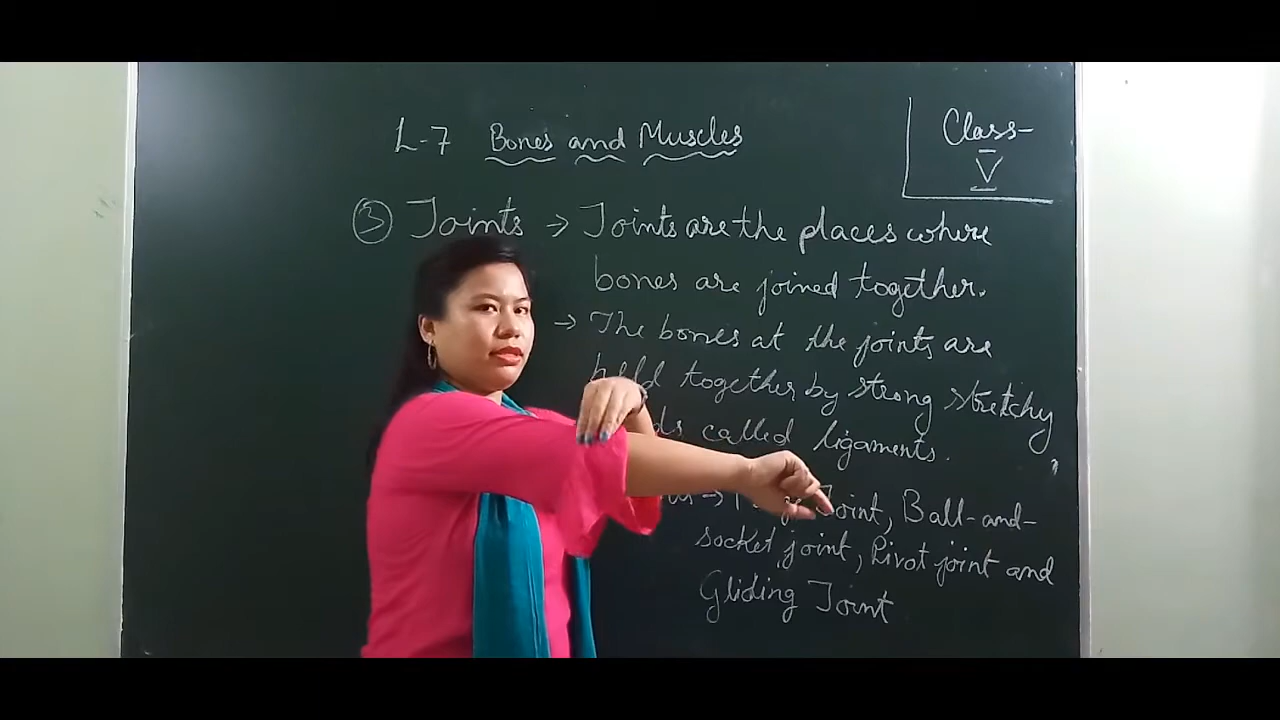 L-7 Bones and Muscles
Class-
V
③ Joints → Joints are the places where
bones are joined together.
→ The bones at the joints are
held together by strong stretchy
called ligaments.
→ Joint, Ball-and-
socket joint, Pivot joint and
Gliding Joint